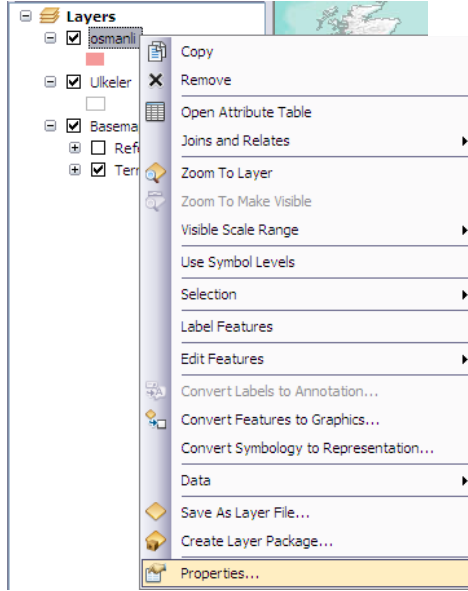 Layers
osmanli
Copy
Ulkeler
Remove
Open Attribute Table
Basema
Joins and Relates
Refe
Terr
Zoom To Layer
Zoom To Make Visible
Visible Scale Range
Use Symbol Levels
Selection
Label Features
Edit Features
Convert Labels to Annotation...
Convert Features to Graphics...
Convert Symbology to Representation...
Data
Save As Layer File...
Create Layer Package...
Properties...